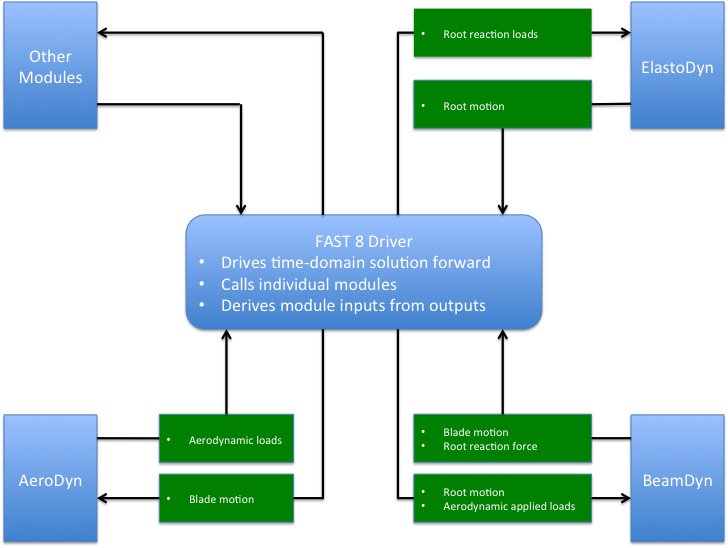 Other
Modules
• Root reaction loads
ElastoDyn
• Root motion
FAST 8 Driver
• Drives time-domain solution forward
• Calls individual modules
• Derives module inputs from outputs
AeroDyn
• Aerodynamic loads
• Blade motion
• Blade motion
• Root reaction force
BeamDyn
• Root motion
• Aerodynamic applied loads